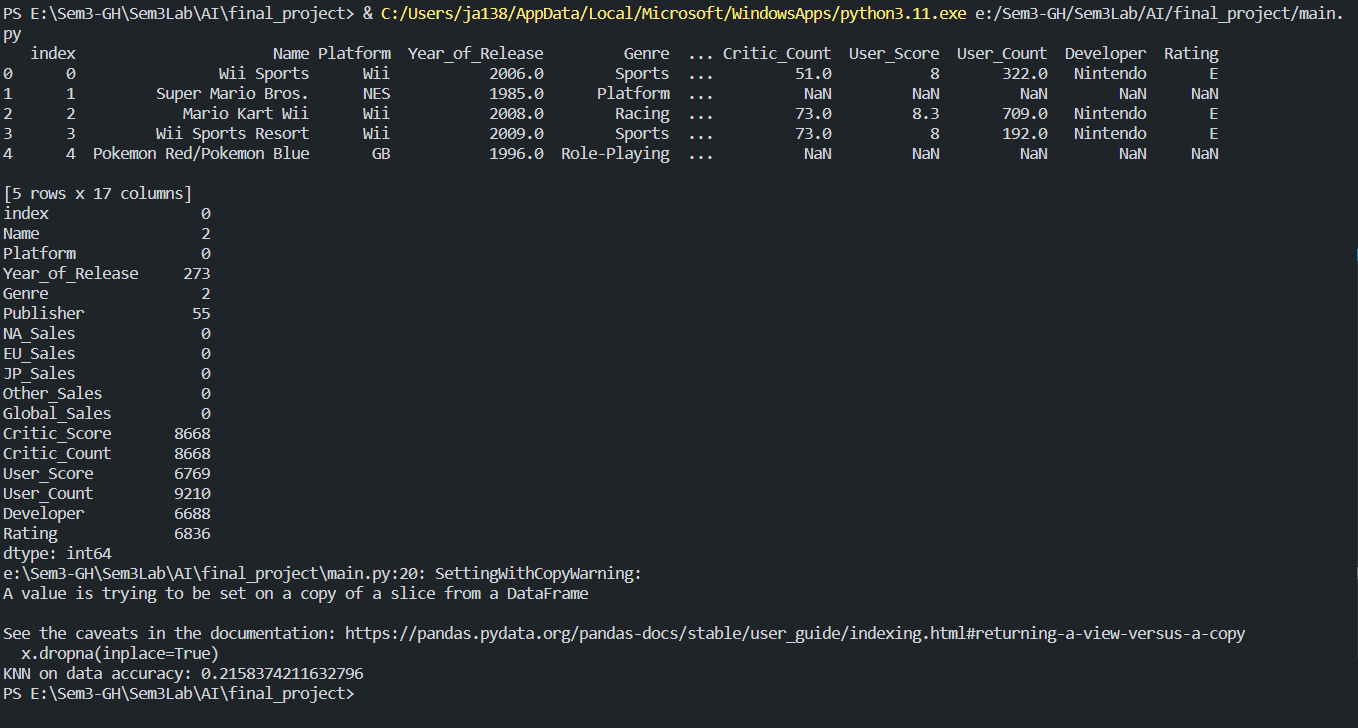 PS E:\Sem3-GH\Sem3Lab\AI\final_project> & C:/Users/ja138/AppData/Local/Microsoft/WindowsApps/python3.11.exe e:/Sem3-GH/Sem3Lab/AI/final_project/main.
py
   index                      Name Platform  Year_of_Release         Genre  ... Critic_Count  User_Score  User_Count  Developer  Rating
0      0                Wii Sports      Wii           2006.0        Sports  ...         51.0           8       322.0   Nintendo       E
1      1         Super Mario Bros.      NES           1985.0      Platform  ...          NaN         NaN         NaN        NaN     NaN
2      2            Mario Kart Wii      Wii           2008.0        Racing  ...         73.0         8.3       709.0   Nintendo       E
3      3         Wii Sports Resort      Wii           2009.0        Sports  ...         73.0           8       192.0   Nintendo       E
4      4  Pokemon Red/Pokemon Blue       GB           1996.0  Role-Playing  ...          NaN         NaN         NaN        NaN     NaN

[5 rows x 17 columns]
index                 0
Name                  2
Platform              0
Year_of_Release     273
Genre                 2
Publisher            55
NA_Sales              0
EU_Sales              0
JP_Sales              0
Other_Sales           0
Global_Sales          0
Critic_Score       8668
Critic_Count       8668
User_Score         6769
User_Count         9210
Developer          6688
Rating             6836
dtype: int64
e:\Sem3-GH\Sem3Lab\AI\final_project\main.py:20: SettingWithCopyWarning:
A value is trying to be set on a copy of a slice from a DataFrame

See the caveats in the documentation: https://pandas.pydata.org/pandas-docs/stable/user_guide/indexing.html#returning-a-view-versus-a-copy
  x.dropna(inplace=True)
KNN on data accuracy: 0.2158374211632796
PS E:\Sem3-GH\Sem3Lab\AI\final_project>